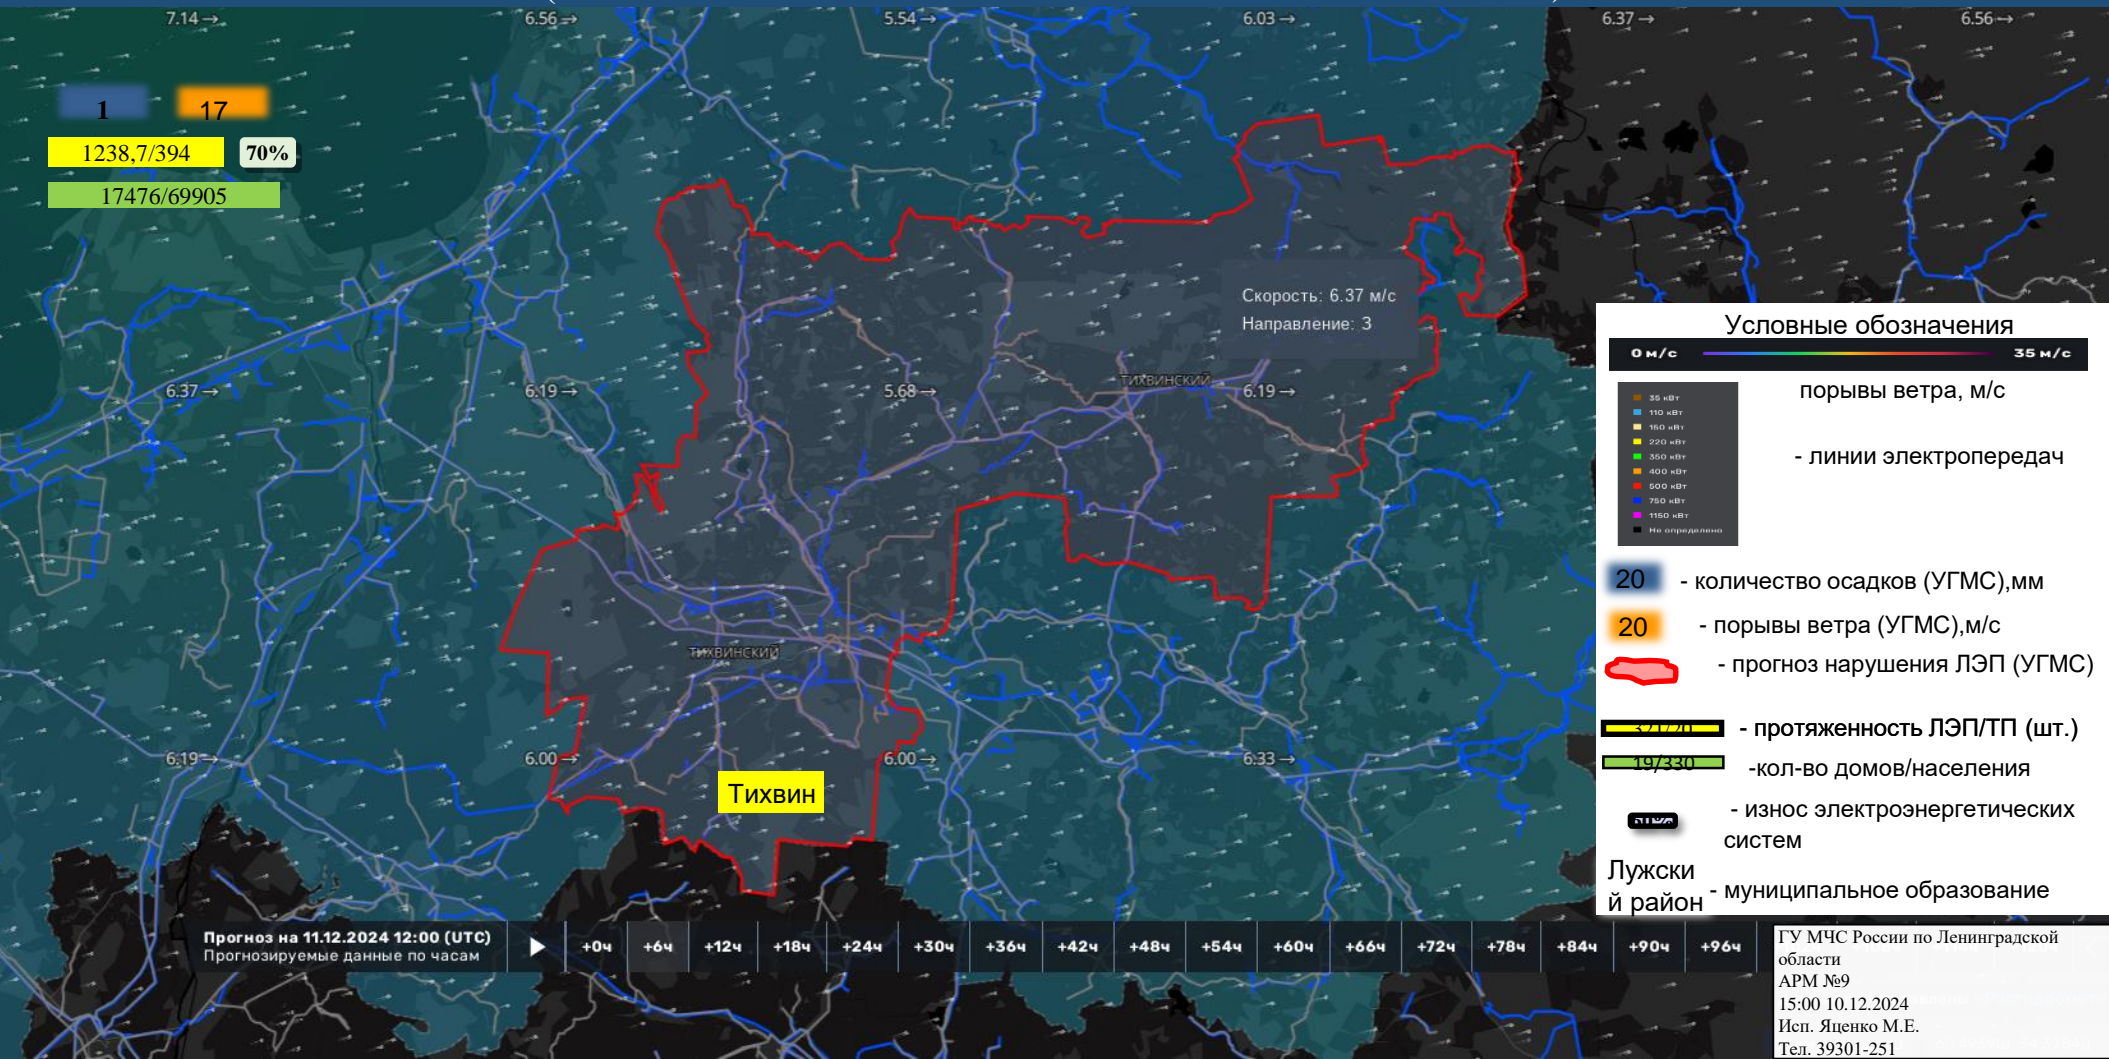 7.14 → 6.56 → 5.54 → 6.03 → 6.37 → 6.56 →
1 17
1238,7/394 70%
17476/69905
Скорость: 6.37 м/с
Направление: З
6.37 → 6.19 → 5.68 → ТИХВИНСКИЙ 6.19 →
ТИХВИНСКИЙ
6.19 → 6.00 → 6.00 → 6.33 →
Тихвин
Условные обозначения
0 м/с 35 м/с
порывы ветра, м/с
35 кВт
110 кВт
150 кВт
220 кВт
350 кВт
400 кВт
500 кВт
750 кВт
1150 кВт
Не определено
- линии электропередач
20 - количество осадков (УГМС),мм
20 - порывы ветра (УГМС),м/с
- прогноз нарушения ЛЭП (УГМС)
321/20 - протяженность ЛЭП/ТП (шт.)
19/330 -кол-во домов/населения
- износ электроэнергетических
систем
Лужски
й район - муниципальное образование
Прогноз на 11.12.2024 12:00 (UTC)
Прогнозируемые данные по часам
+0ч +6ч +12ч +18ч +24ч +30ч +36ч +42ч +48ч +54ч +60ч +66ч +72ч +78ч +84ч +90ч +96ч
ГУ МЧС России по Ленинградской
области
АРМ №9
15:00 10.12.2024
Исп. Яценко М.Е.
Тел. 39301-251